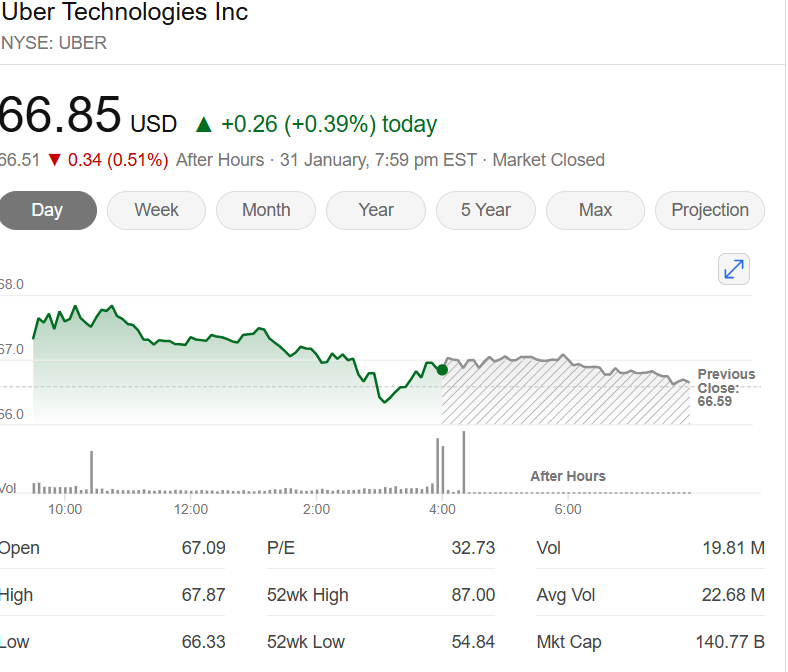 Uber Technologies Inc
NYSE: UBER
66.85 USD ▲ +0.26 (+0.39%) today
66.51 ▼ 0.34 (0.51%) After Hours · 31 January, 7:59 pm EST · Market Closed
Day Week Month Year 5 Year Max Projection
68.0
67.0
Previous
Close:
66.59
66.0
After Hours
Vol
10:00 12:00 2:00 4:00 6:00
Open 67.09 P/E 32.73 Vol 19.81 M
High 67.87 52wk High 87.00 Avg Vol 22.68 M
Low 66.33 52wk Low 54.84 Mkt Cap 140.77 B